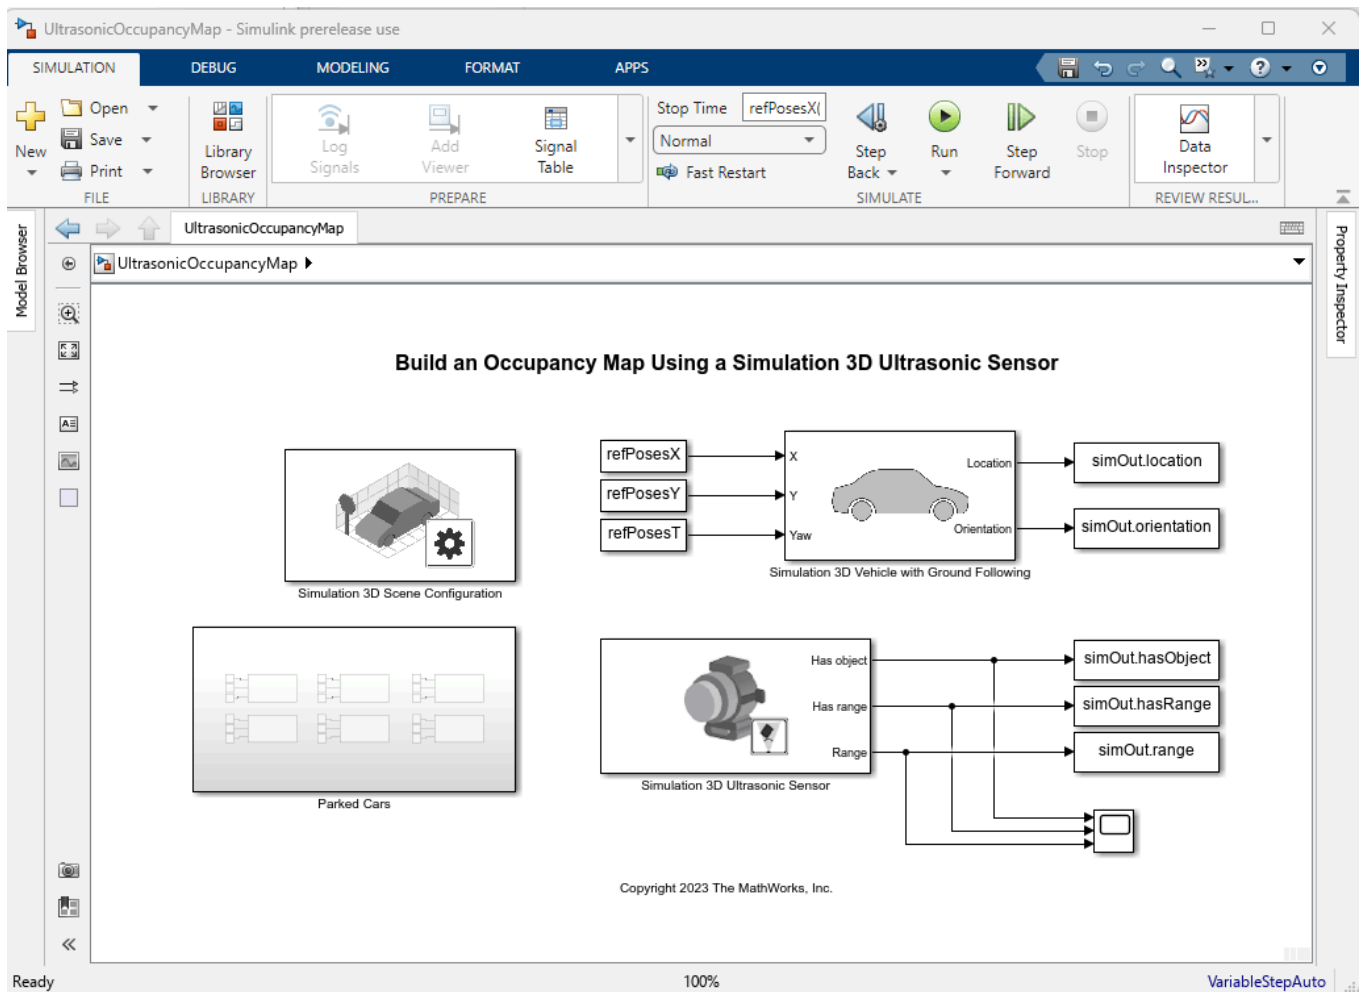 UltrasonicOccupancyMap - Simulink prerelease use
SIMULATION DEBUG MODELING FORMAT APPS
New
Open
Save
Print
FILE
Library
Browser
LIBRARY
Log
Signals
Add
Viewer
Signal
Table
PREPARE
Stop Time refPosesX(
Normal
Fast Restart
Step
Back
Run
Step
Forward
Stop
SIMULATE
Data
Inspector
REVIEW RESUL...
Model Browser
Property Inspector
UltrasonicOccupancyMap
UltrasonicOccupancyMap
Build an Occupancy Map Using a Simulation 3D Ultrasonic Sensor
Simulation 3D Scene Configuration
refPosesX
refPosesY
refPosesT
X
Y
Yaw
Location
Orientation
Simulation 3D Vehicle with Ground Following
simOut.location
simOut.orientation
Parked Cars
Has object
Has range
Range
Simulation 3D Ultrasonic Sensor
simOut.hasObject
simOut.hasRange
simOut.range
Copyright 2023 The MathWorks, Inc.
Ready 100% VariableStepAuto